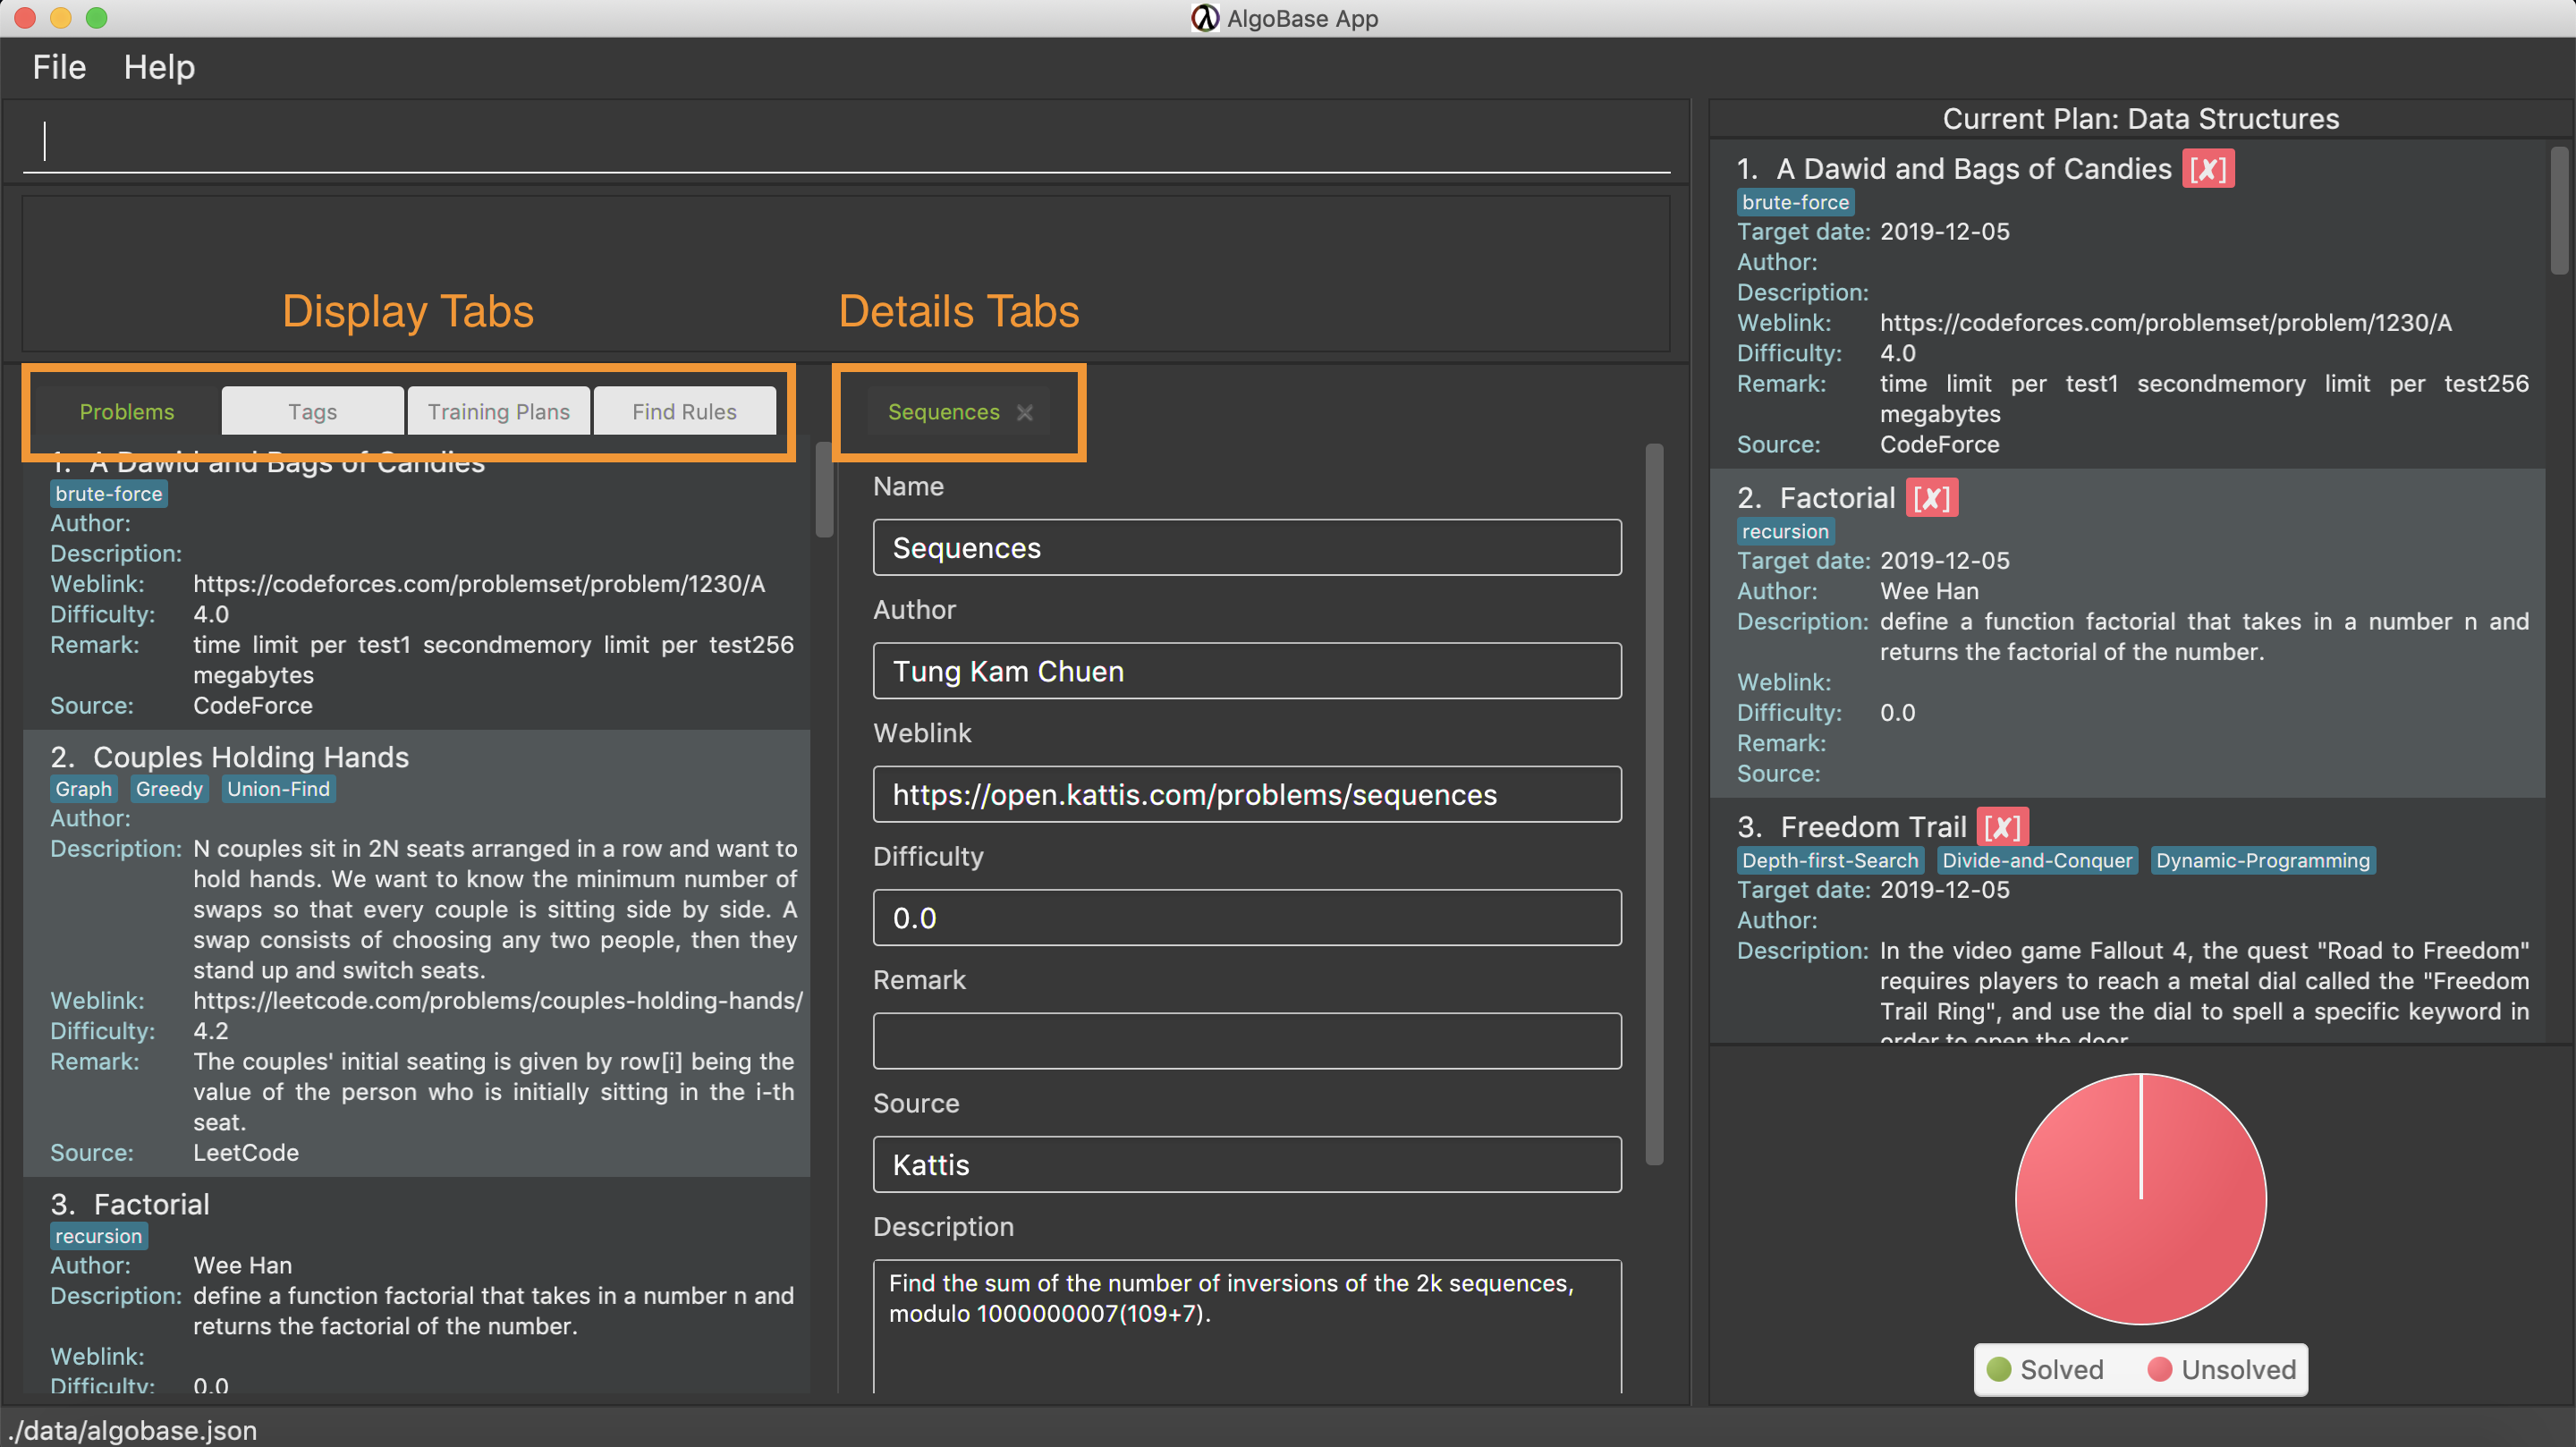 AlgoBase App
File Help
Display Tabs
Details Tabs
Problems Tags Training Plans Find Rules
1. A Dawid and Bags of Candies
brute-force
Author:
Description:
Weblink: https://codeforces.com/problemset/problem/1230/A
Difficulty: 4.0
Remark: time limit per test1 secondmemory limit per test256
megabytes
Source: CodeForce
2. Couples Holding Hands
Graph Greedy Union-Find
Author:
Description: N couples sit in 2N seats arranged in a row and want to
hold hands. We want to know the minimum number of
swaps so that every couple is sitting side by side. A
swap consists of choosing any two people, then they
stand up and switch seats.
Weblink: https://leetcode.com/problems/couples-holding-hands/
Difficulty: 4.2
Remark: The couples' initial seating is given by row[i] being the
value of the person who is initially sitting in the i-th
seat.
Source: LeetCode
3. Factorial
recursion
Author: Wee Han
Description: define a function factorial that takes in a number n and
returns the factorial of the number.
Weblink:
Difficulty: 0.0
Sequences ✕
Name
Sequences
Author
Tung Kam Chuen
Weblink
https://open.kattis.com/problems/sequences
Difficulty
0.0
Remark
Source
Kattis
Description
Find the sum of the number of inversions of the 2k sequences,
modulo 1000000007(109+7).
Current Plan: Data Structures
1. A Dawid and Bags of Candies [✘]
brute-force
Target date: 2019-12-05
Author:
Description:
Weblink: https://codeforces.com/problemset/problem/1230/A
Difficulty: 4.0
Remark: time limit per test1 secondmemory limit per test256
megabytes
Source: CodeForce
2. Factorial [✘]
recursion
Target date: 2019-12-05
Author: Wee Han
Description: define a function factorial that takes in a number n and
returns the factorial of the number.
Weblink:
Difficulty: 0.0
Remark:
Source:
3. Freedom Trail [✘]
Depth-first-Search Divide-and-Conquer Dynamic-Programming
Target date: 2019-12-05
Author:
Description: In the video game Fallout 4, the quest "Road to Freedom"
requires players to reach a metal dial called the "Freedom
Trail Ring", and use the dial to spell a specific keyword in
order to open the door
Solved Unsolved
./data/algobase.json